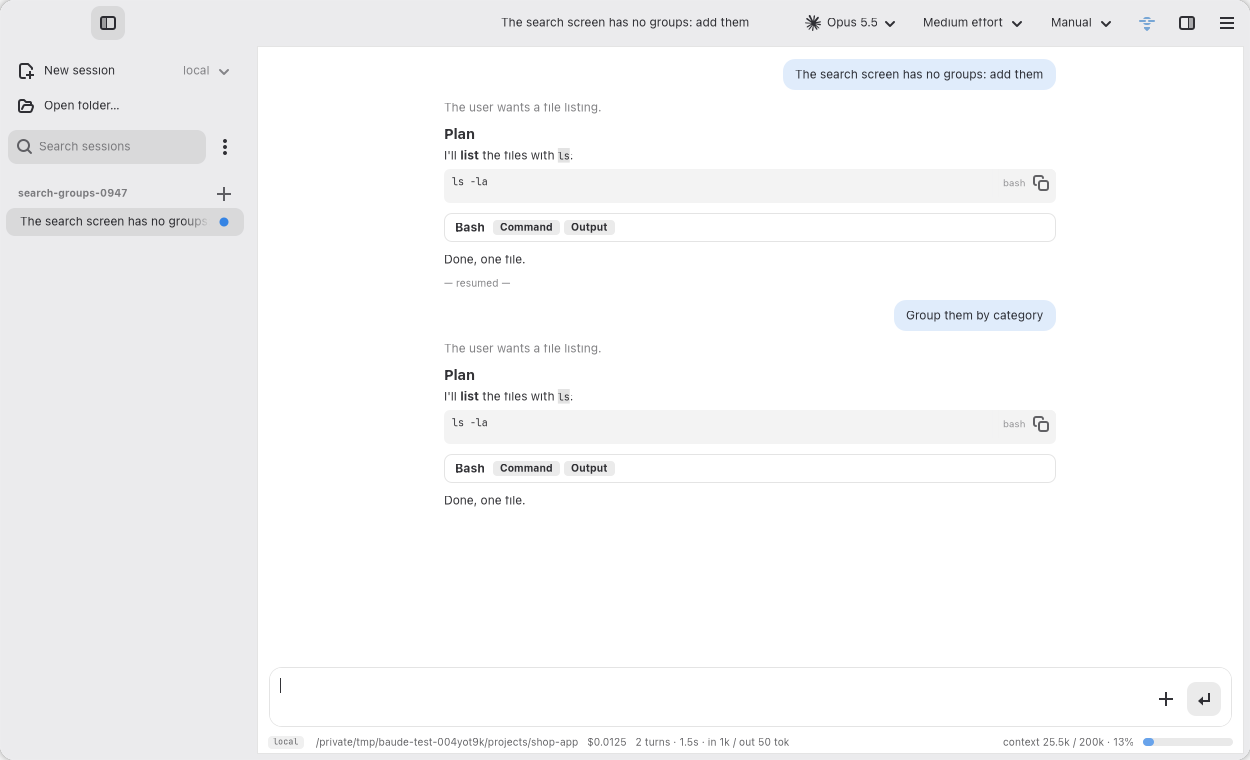 The search screen has no groups: add them
Opus 5.5
Medium effort
Manual
New session
local
Open folder...
Search sessions
search-groups-0947
The search screen has no groups
The search screen has no groups: add them
The user wants a file listing.
Plan
I'll list the files with ls.
ls -la
bash
Bash Command Output
Done, one file.
— resumed —
Group them by category
The user wants a file listing.
Plan
I'll list the files with ls.
ls -la
bash
Bash Command Output
Done, one file.
local /private/tmp/baude-test-004yot9k/projects/shop-app $0.0125 2 turns · 1.5s · in 1k / out 50 tok
context 25.5k / 200k · 13%